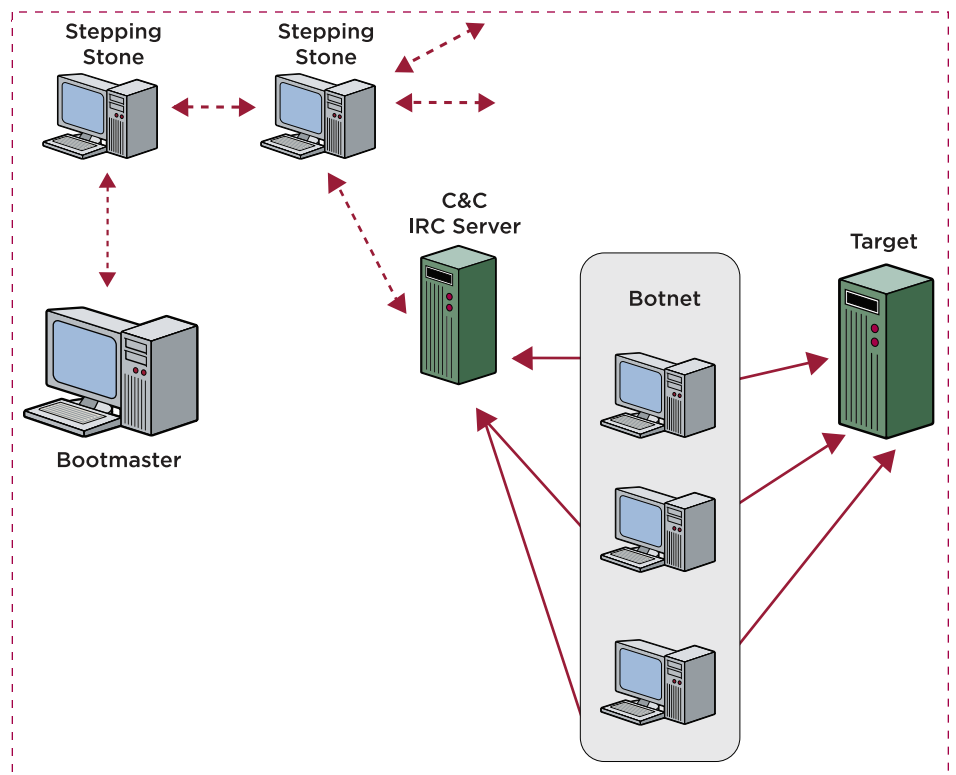 Stepping
Stone
Stepping
Stone
C&C
IRC Server
Target
Botnet
Bootmaster